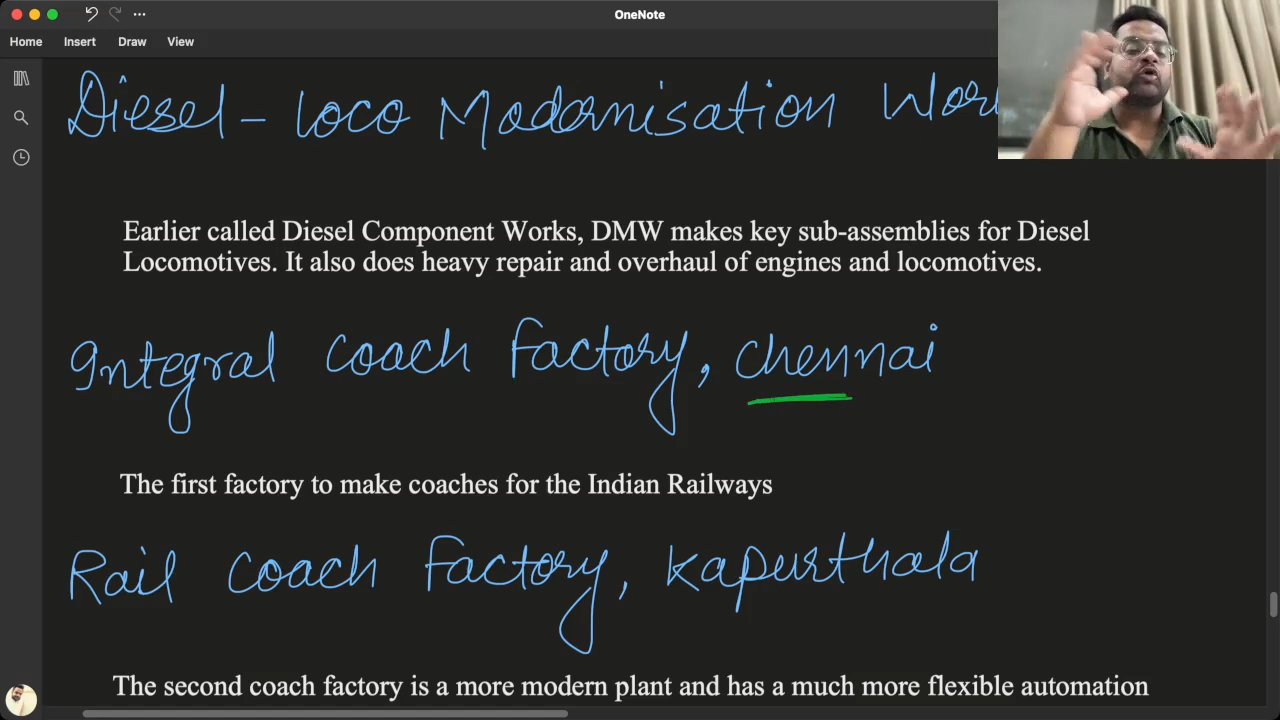 OneNote
Home Insert Draw View
Diesel - Loco Modernisation
Earlier called Diesel Component Works, DMW makes key sub-assemblies for Diesel
Locomotives. It also does heavy repair and overhaul of engines and locomotives.
Integral Coach Factory, Chennai
The first factory to make coaches for the Indian Railways
Rail Coach Factory, Kapurthala
The second coach factory is a more modern plant and has a much more flexible automation